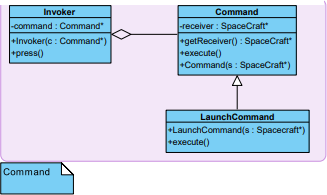 Invoker
-command : Command*
+Invoker(c : Command*)
+press()
Command
-receiver : SpaceCraft*
+getReceiver() : SpaceCraft*
+execute()
+Command(s : SpaceCraft*)
LaunchCommand
+LaunchCommand(s : Spacecraft*)
+execute()
Command